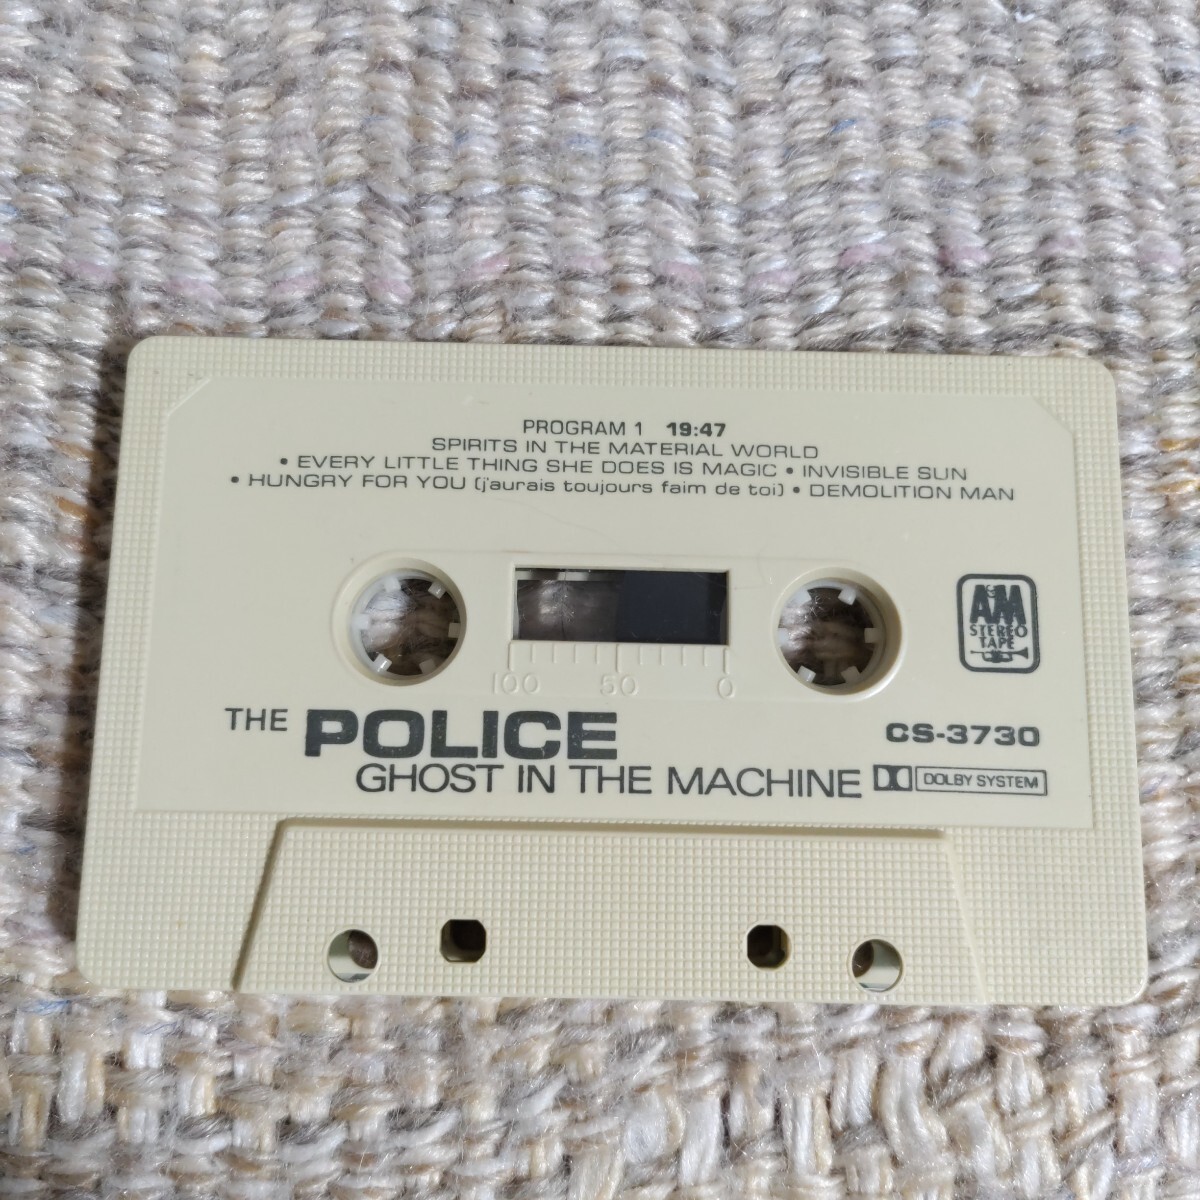 PROGRAM 1 19:47
SPIRITS IN THE MATERIAL WORLD
• EVERY LITTLE THING SHE DOES IS MAGIC • INVISIBLE SUN
• HUNGRY FOR YOU (j'aurais toujours faim de toi) • DEMOLITION MAN
A&M
STEREO
TAPE
100 50 0
THE POLICE
CS-3730
GHOST IN THE MACHINE
DOLBY SYSTEM